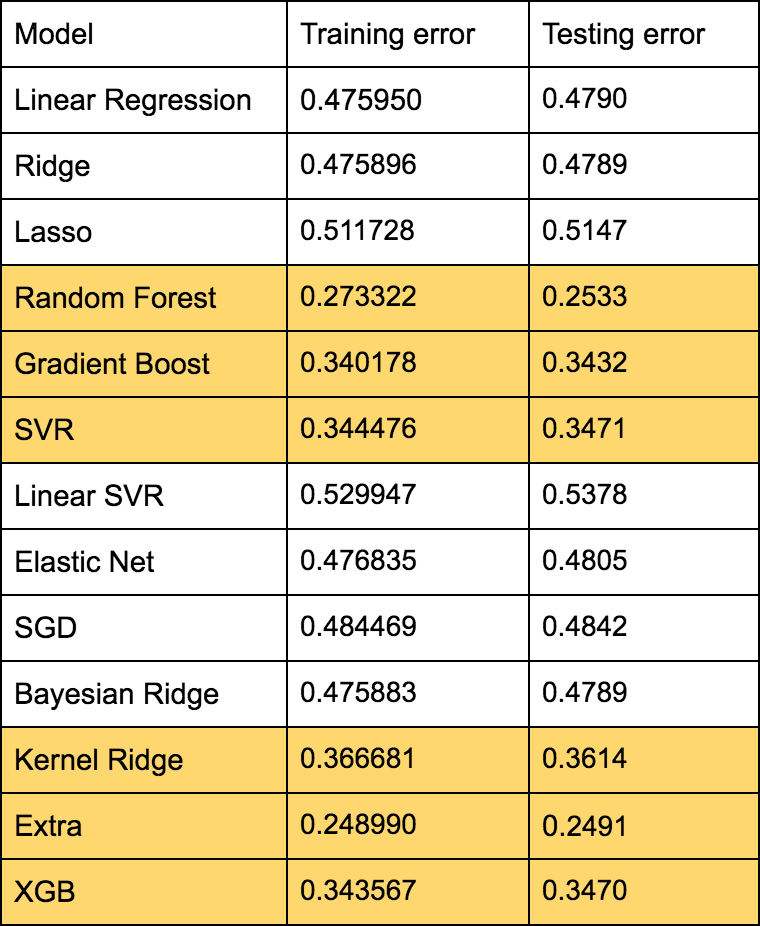 Model Training error Testing error
Linear Regression 0.475950 0.4790
Ridge 0.475896 0.4789
Lasso 0.511728 0.5147
Random Forest 0.273322 0.2533
Gradient Boost 0.340178 0.3432
SVR 0.344476 0.3471
Linear SVR 0.529947 0.5378
Elastic Net 0.476835 0.4805
SGD 0.484469 0.4842
Bayesian Ridge 0.475883 0.4789
Kernel Ridge 0.366681 0.3614
Extra 0.248990 0.2491
XGB 0.343567 0.3470